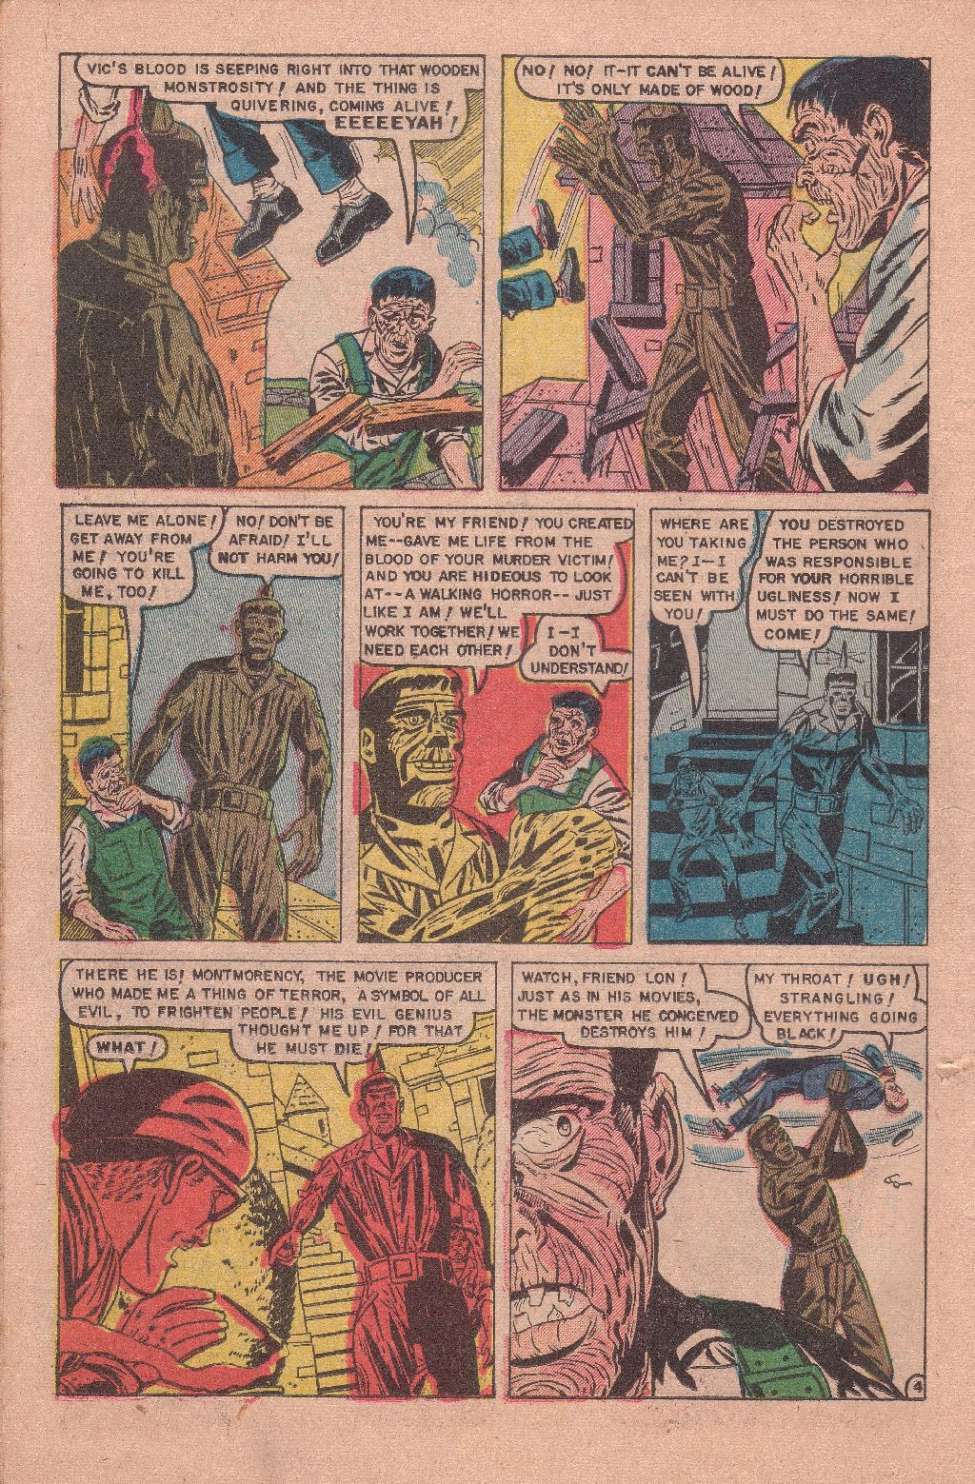 VIC'S BLOOD IS SEEPING RIGHT INTO THAT WOODEN
MONSTROSITY! AND THE THING IS
QUIVERING, COMING ALIVE!
EEEEEYAH!
NO! NO! IT-IT CAN'T BE ALIVE!
IT'S ONLY MADE OF WOOD!
LEAVE ME ALONE!
GET AWAY FROM
ME! YOU'RE
GOING TO KILL
ME, TOO!
NO! DON'T BE
AFRAID! I'LL
NOT HARM YOU!
YOU'RE MY FRIEND! YOU CREATED
ME--GAVE ME LIFE FROM THE
BLOOD OF YOUR MURDER VICTIM!
AND YOU ARE HIDEOUS TO LOOK
AT--A WALKING HORROR--JUST
LIKE I AM! WE'LL
WORK TOGETHER! WE
NEED EACH OTHER!
I-I
DON'T
UNDERSTAND!
WHERE ARE
YOU TAKING
ME? I-I
CAN'T BE
SEEN WITH
YOU!
YOU DESTROYED
THE PERSON WHO
WAS RESPONSIBLE
FOR YOUR HORRIBLE
UGLINESS! NOW I
MUST DO THE SAME!
COME!
THERE HE IS! MONTMORENCY, THE MOVIE PRODUCER
WHO MADE ME A THING OF TERROR, A SYMBOL OF ALL
EVIL, TO FRIGHTEN PEOPLE! HIS EVIL GENIUS
THOUGHT ME UP! FOR THAT
HE MUST DIE!
WHAT!
WATCH, FRIEND LON!
JUST AS IN HIS MOVIES,
THE MONSTER HE CONCEIVED
DESTROYS HIM!
MY THROAT! UGH!
STRANGLING!
EVERYTHING GOING
BLACK!
4